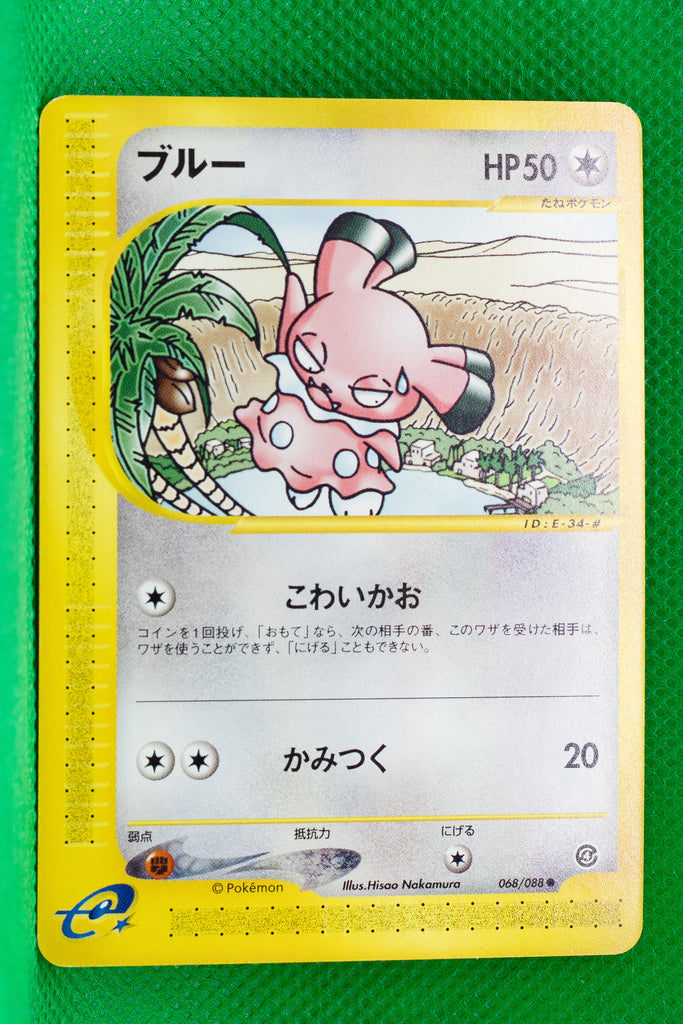 ブルー
HP50
たねポケモン
ID:E-34-#
こわいかお
コインを1回投げ、「おもて」なら、次の相手の番、このワザを受けた相手は、
ワザを使うことができず、「にげる」こともできない。
かみつく 20
弱点 抵抗力 にげる
© Pokémon Illus.Hisao Nakamura 068/088 ●
e